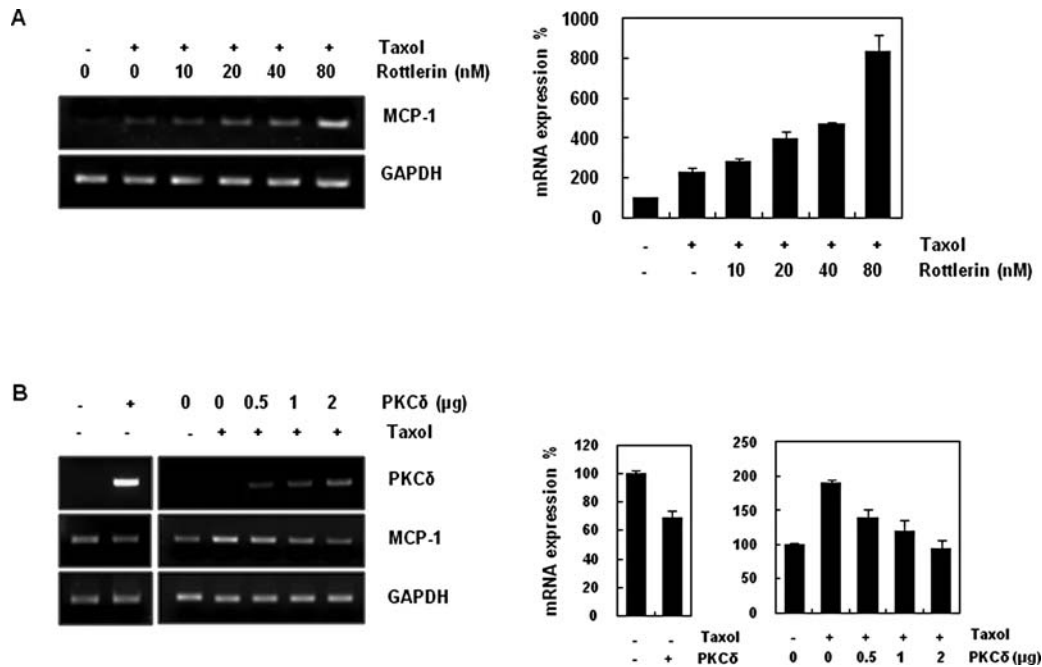 A
- + + + + + Taxol
0 0 10 20 40 80 Rottlerin (nM)
MCP-1
GAPDH
mRNA expression %
1000
800
600
400
200
0
- + + + + + Taxol
- - 10 20 40 80 Rottlerin (nM)
B
- + 0 0 0.5 1 2 PKCδ (μg)
- - - + + + + Taxol
PKCδ
MCP-1
GAPDH
mRNA expression %
120
100
80
60
40
20
0
- - Taxol
- + PKCδ
250
200
150
100
50
0
- + + + + Taxol
0 0 0.5 1 2 PKCδ (μg)